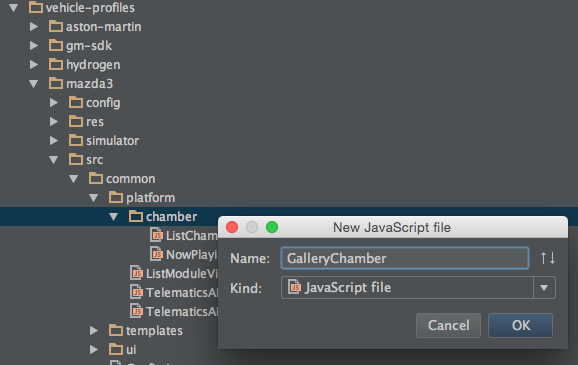 vehicle-profiles
aston-martin
gm-sdk
hydrogen
mazda3
config
res
simulator
src
common
platform
chamber
ListCham
NowPlayi
ListModuleVi
TelematicsAl
TelematicsAl
templates
ui
New JavaScript file
Name: GalleryChamber
Kind: JS JavaScript file
Cancel OK